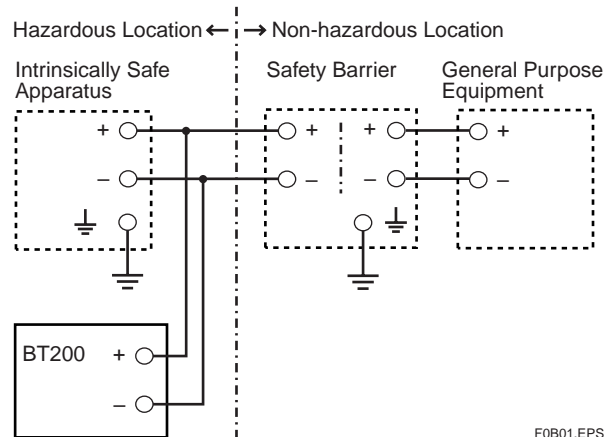 Hazardous Location ← → Non-hazardous Location
Intrinsically Safe
Apparatus
Safety Barrier
General Purpose
Equipment
+ + + +
– – – –
BT200 +
–
F0B01.EPS